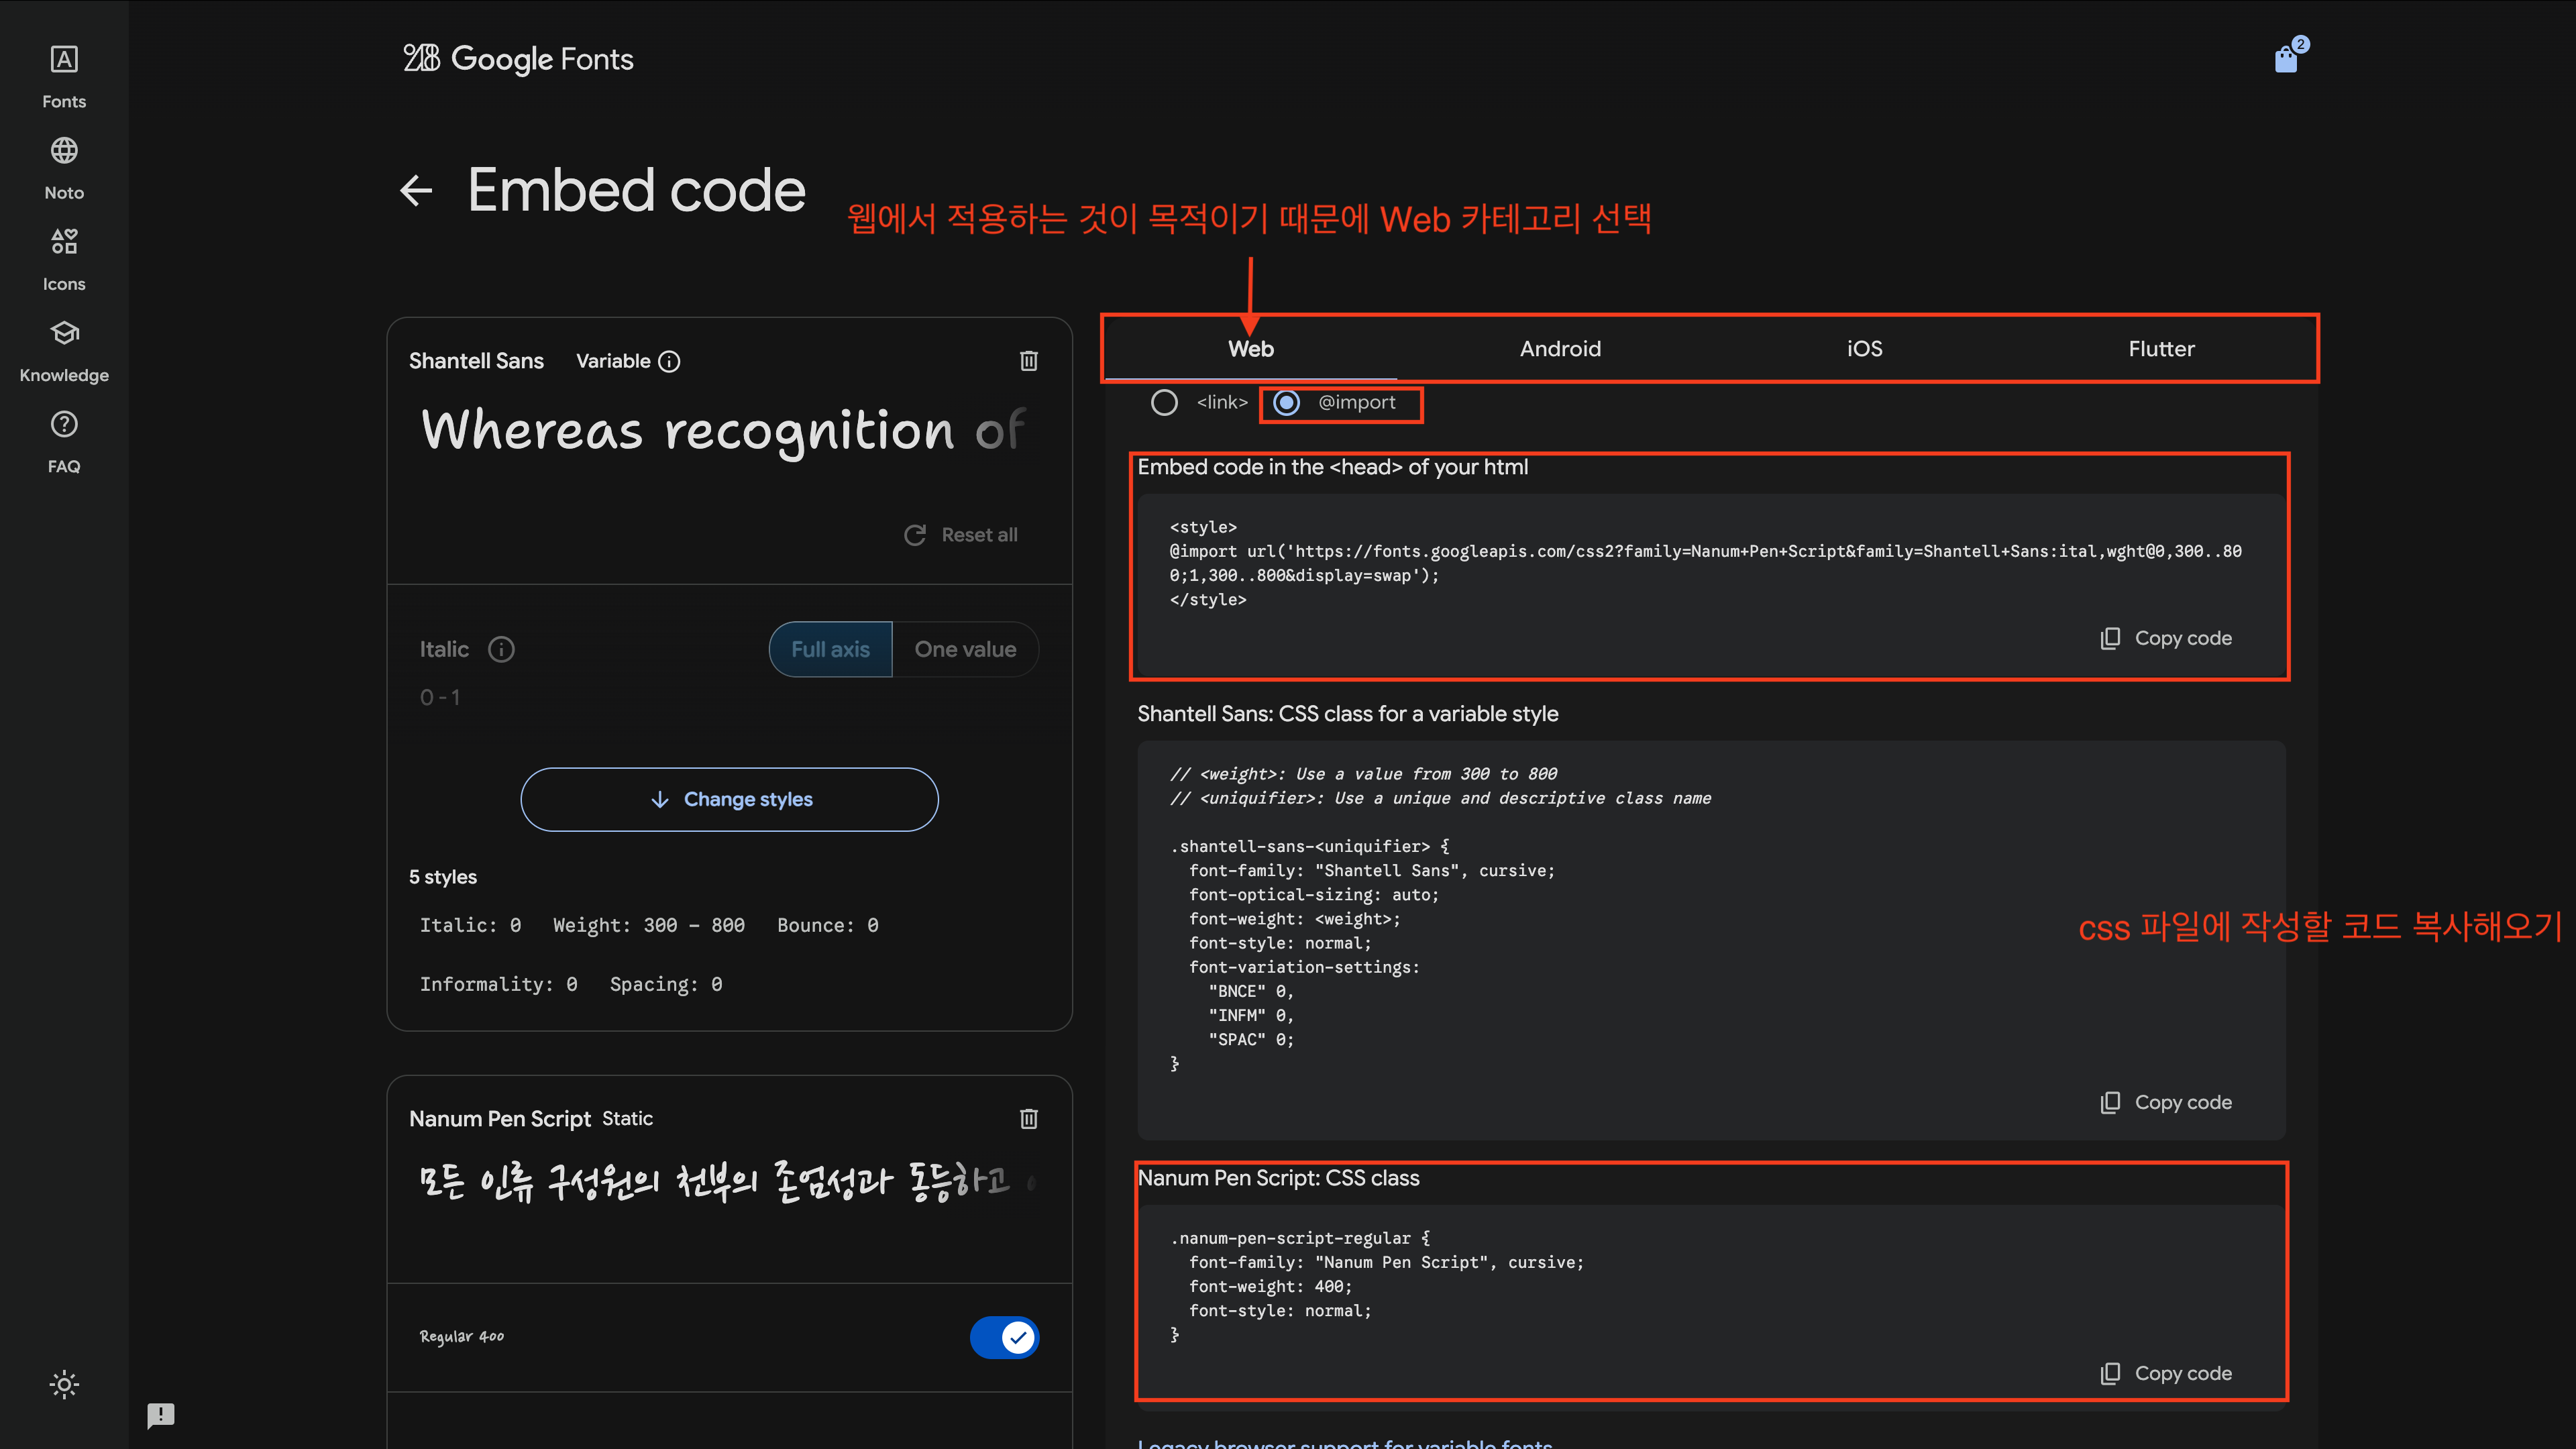 Fonts
Noto
Icons
Knowledge
FAQ
Google Fonts
2
Embed code
웹에서 적용하는 것이 목적이기 때문에 Web 카테고리 선택
Shantell Sans Variable
Whereas recognition of
Reset all
Italic
Full axis One value
0 - 1
Change styles
5 styles
Italic: 0 Weight: 300 – 800 Bounce: 0
Informality: 0 Spacing: 0
Nanum Pen Script Static
모든 인류 구성원의 천부의 존엄성과 동등하고
Regular 400
Web Android iOS Flutter
<link> @import
Embed code in the <head> of your html
<style>
@import url('https://fonts.googleapis.com/css2?family=Nanum+Pen+Script&family=Shantell+Sans:ital,wght@0,300..80
0;1,300..800&display=swap');
</style>
Copy code
Shantell Sans: CSS class for a variable style
// <weight>: Use a value from 300 to 800
// <uniquifier>: Use a unique and descriptive class name
.shantell-sans-<uniquifier> {
font-family: "Shantell Sans", cursive;
font-optical-sizing: auto;
font-weight: <weight>;
font-style: normal;
font-variation-settings:
"BNCE" 0,
"INFM" 0,
"SPAC" 0;
}
Copy code
css 파일에 작성할 코드 복사해오기
Nanum Pen Script: CSS class
.nanum-pen-script-regular {
font-family: "Nanum Pen Script", cursive;
font-weight: 400;
font-style: normal;
}
Copy code
Legacy browser support for variable fonts